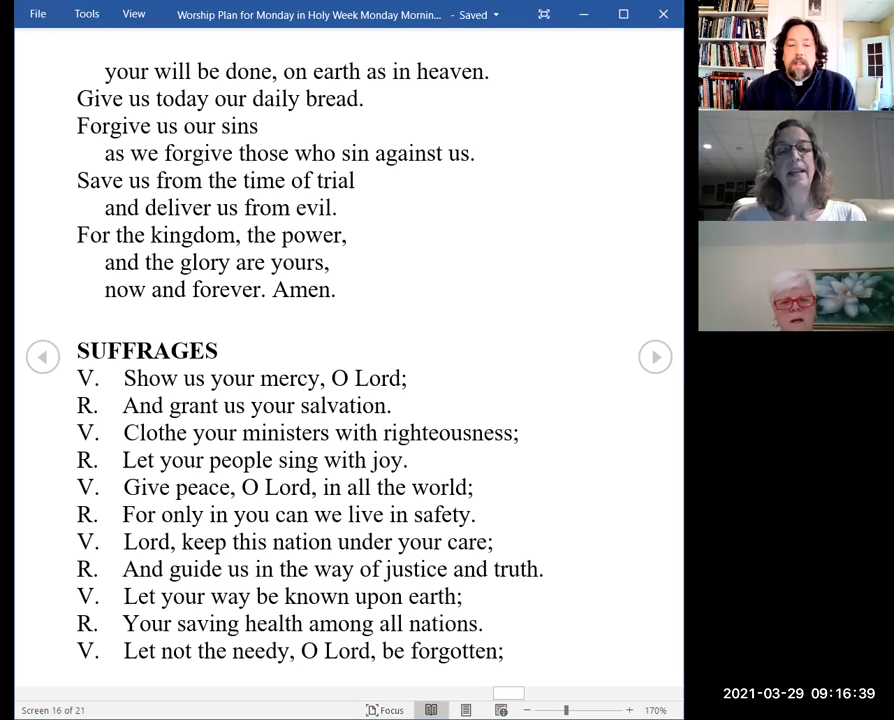 File Tools View Worship Plan for Monday in Holy Week Monday Mornin... - Saved
your will be done, on earth as in heaven.
Give us today our daily bread.
Forgive us our sins
as we forgive those who sin against us.
Save us from the time of trial
and deliver us from evil.
For the kingdom, the power,
and the glory are yours,
now and forever. Amen.
SUFFRAGES
V. Show us your mercy, O Lord;
R. And grant us your salvation.
V. Clothe your ministers with righteousness;
R. Let your people sing with joy.
V. Give peace, O Lord, in all the world;
R. For only in you can we live in safety.
V. Lord, keep this nation under your care;
R. And guide us in the way of justice and truth.
V. Let your way be known upon earth;
R. Your saving health among all nations.
V. Let not the needy, O Lord, be forgotten;
2021-03-29 09:16:39
Screen 16 of 21 Focus 170%